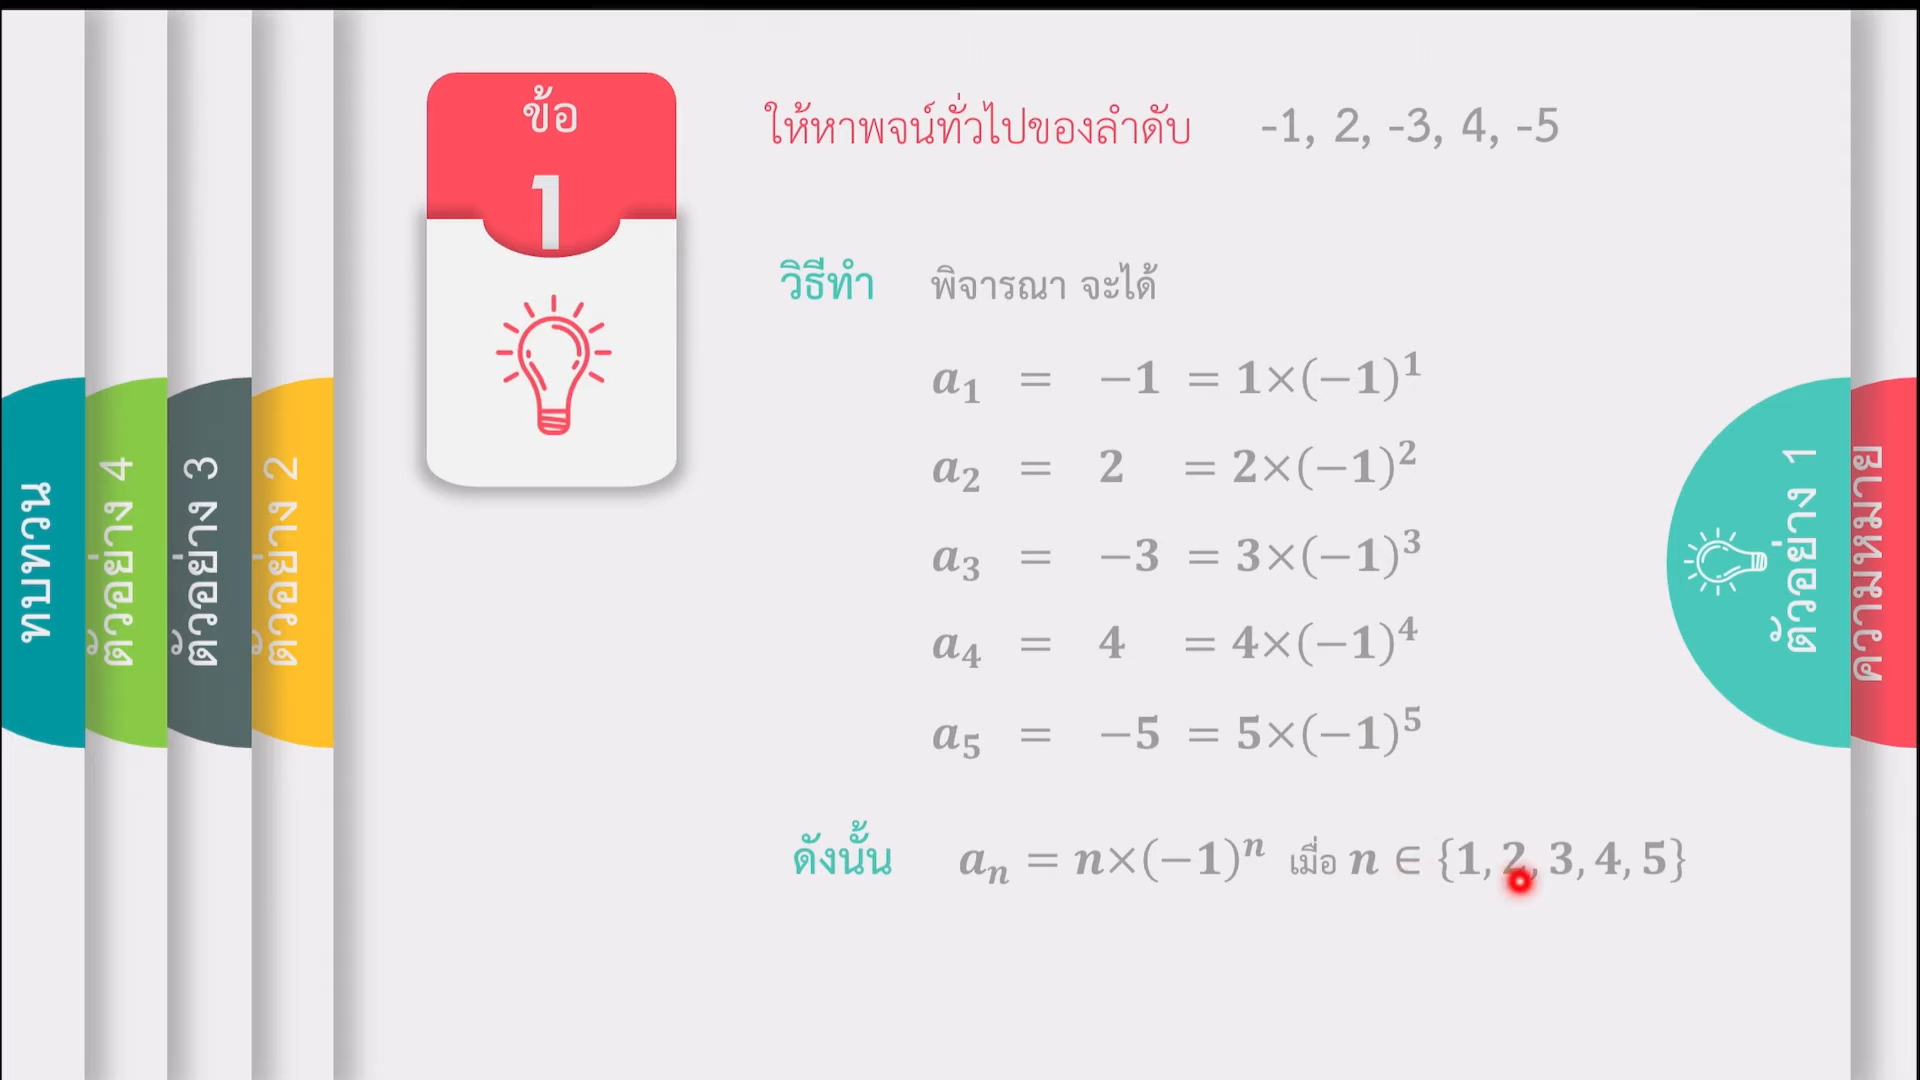 ข้อ
1
ให้หาพจน์ทั่วไปของลำดับ -1, 2, -3, 4, -5
วิธีทำ พิจารณา จะได้
a₁ = −1 = 1×(−1)¹
a₂ = 2 = 2×(−1)²
a₃ = −3 = 3×(−1)³
a₄ = 4 = 4×(−1)⁴
a₅ = −5 = 5×(−1)⁵
ดังนั้น aₙ = n×(−1)ⁿ เมื่อ n ∈ {1, 2, 3, 4, 5}
ทบทวน
ตัวอย่าง 4
ตัวอย่าง 3
ตัวอย่าง 2
ตัวอย่าง 1
ความหมาย